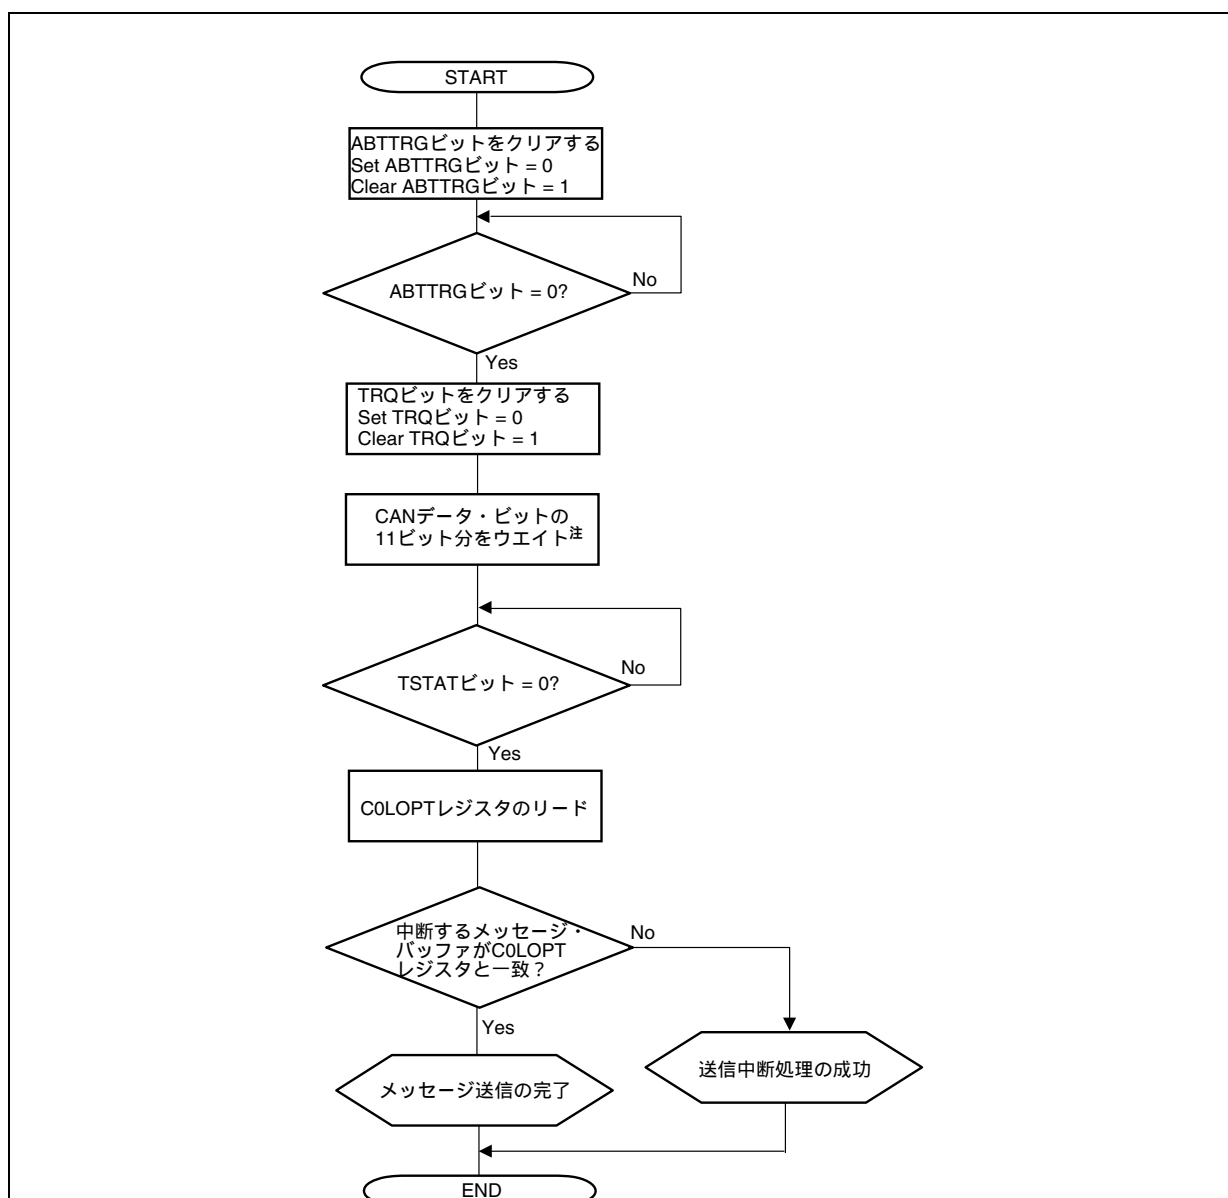 START
ABTTRGビットをクリアする
Set ABTTRGビット = 0
Clear ABTTRGビット = 1
No
ABTTRGビット = 0?
Yes
TRQビットをクリアする
Set TRQビット = 0
Clear TRQビット = 1
CANデータ・ビットの
11ビット分をウエイト注
No
TSTATビット = 0?
Yes
C0LOPTレジスタのリード
中断するメッセージ・
バッファがC0LOPT
レジスタと一致？
No
Yes
送信中断処理の成功
メッセージ送信の完了
END